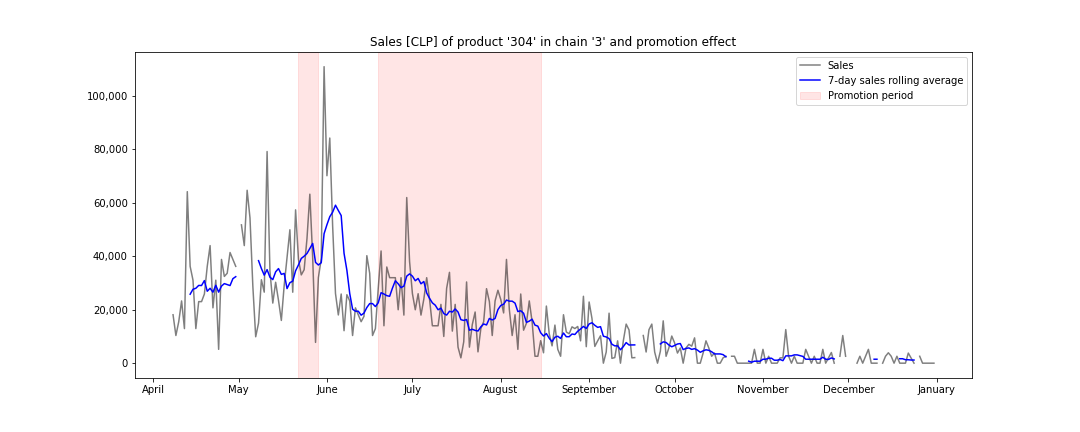 Sales [CLP] of product '304' in chain '3' and promotion effect
Sales
7-day sales rolling average
Promotion period
100,000
80,000
60,000
40,000
20,000
0
April May June July August September October November December January